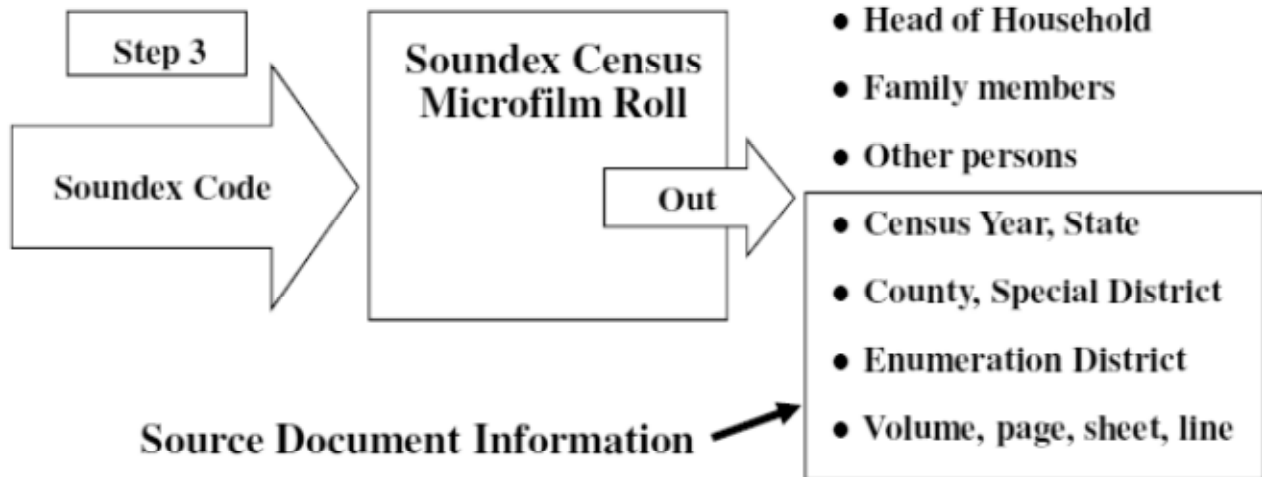 Step 3
Soundex Code
Soundex Census
Microfilm Roll
Out
● Head of Household
● Family members
● Other persons
● Census Year, State
● County, Special District
● Enumeration District
● Volume, page, sheet, line
Source Document Information